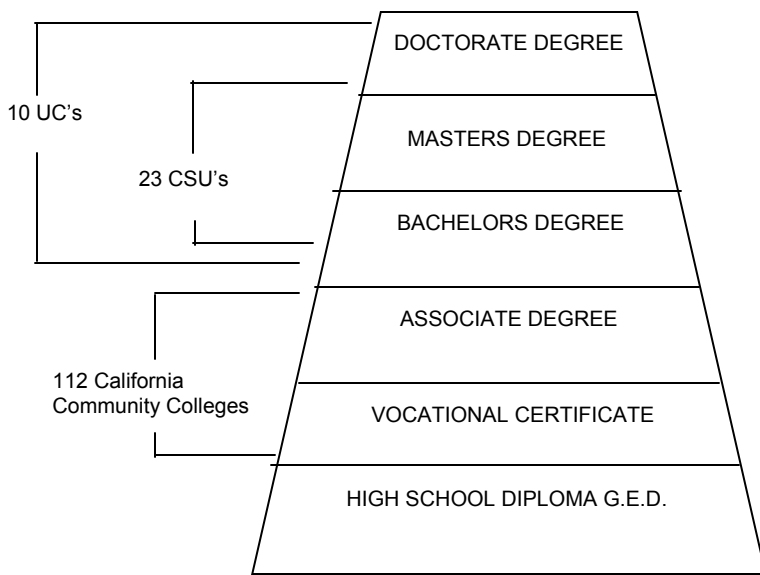 DOCTORATE DEGREE
10 UC's
MASTERS DEGREE
23 CSU's
BACHELORS DEGREE
ASSOCIATE DEGREE
112 California
Community Colleges
VOCATIONAL CERTIFICATE
HIGH SCHOOL DIPLOMA G.E.D.